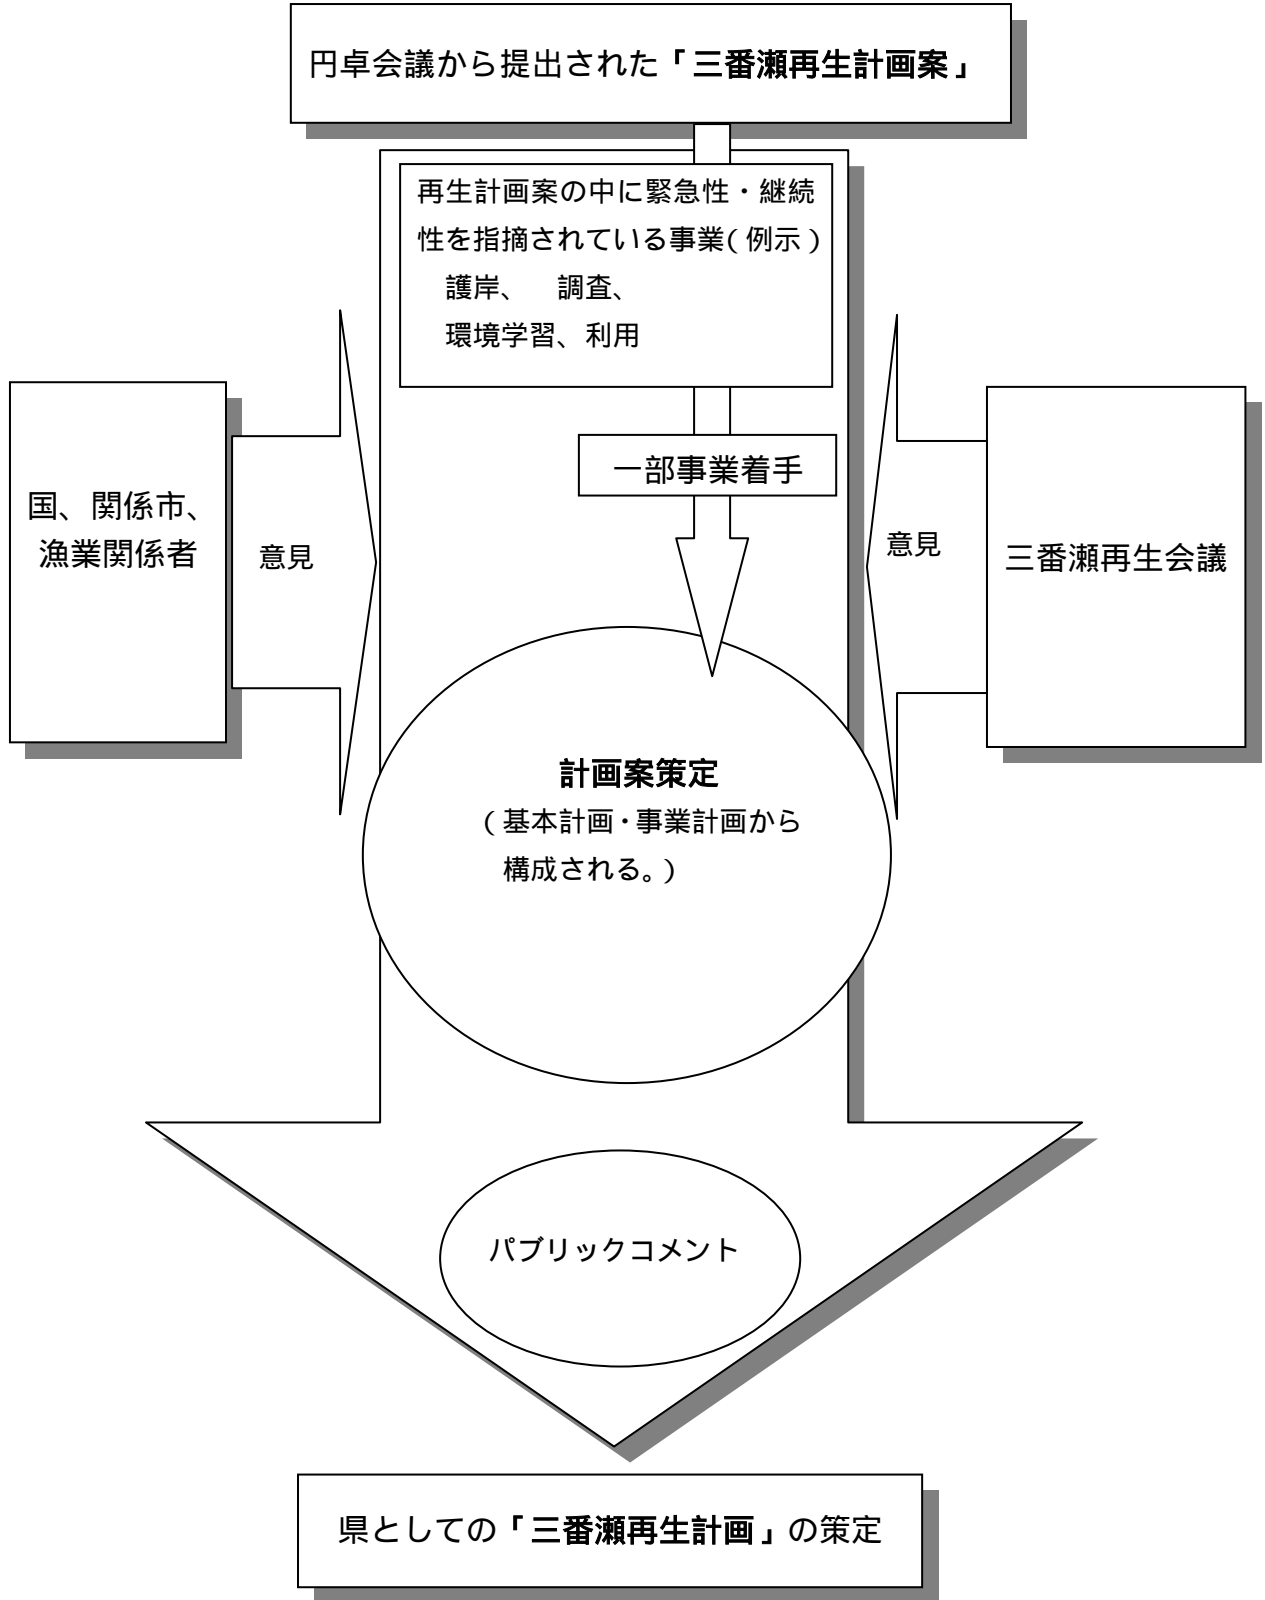 円卓会議から提出された「三番瀬再生計画案」
再生計画案の中に緊急性・継続
性を指摘されている事業(例示)
護岸、　調査、
環境学習、利用
一部事業着手
国、関係市、
漁業関係者
意見
意見
三番瀬再生会議
計画案策定
(基本計画・事業計画から
構成される。)
パブリックコメント
県としての「三番瀬再生計画」の策定